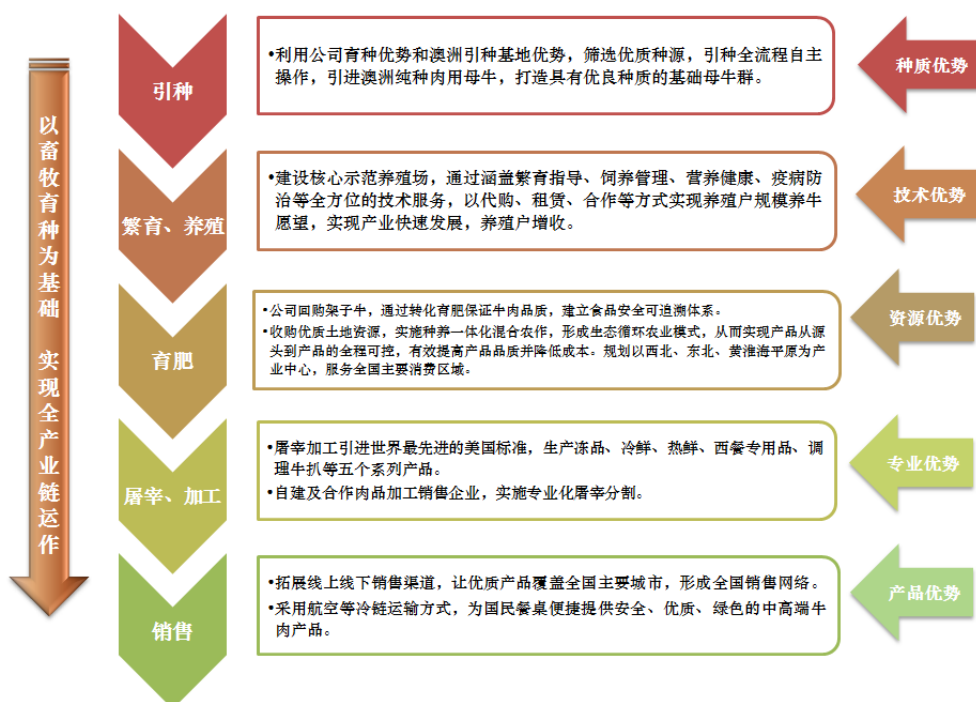 以畜牧育种为基础 实现全产业链运作
引种
•利用公司育种优势和澳洲引种基地优势，筛选优质种源，引种全流程自主
操作，引进澳洲纯种肉用母牛，打造具有优良种质的基础母牛群。
种质优势
繁育、养殖
•建设核心示范养殖场，通过涵盖繁育指导、饲养管理、营养健康、疫病防
治等全方位的技术服务，以代购、租赁、合作等方式实现养殖户规模养牛
愿望，实现产业快速发展，养殖户增收。
技术优势
育肥
•公司回购架子牛，通过转化育肥保证牛肉品质，建立食品安全可追溯体系。
•收购优质土地资源，实施种养一体化混合农作，形成生态循环农业模式，从而实现产品从源
头到产品的全程可控，有效提高产品品质并降低成本。规划以西北、东北、黄淮海平原为产
业中心，服务全国主要消费区域。
资源优势
屠宰、加工
•屠宰加工引进世界最先进的美国标准，生产冻品、冷鲜、热鲜、西餐专用品、调
理牛扒等五个系列产品。
•自建及合作肉品加工销售企业，实施专业化屠宰分割。
专业优势
销售
•拓展线上线下销售渠道，让优质产品覆盖全国主要城市，形成全国销售网络。
•采用航空等冷链运输方式，为国民餐桌便捷提供安全、优质、绿色的中高端牛
肉产品。
产品优势